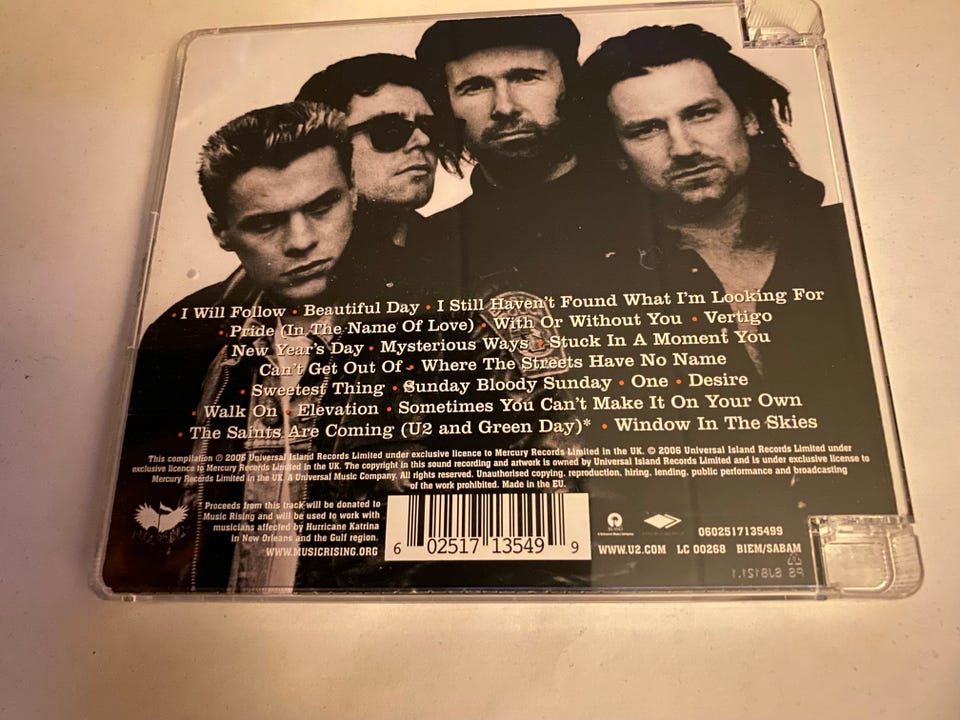 • I Will Follow • Beautiful Day • I Still Haven't Found What I'm Looking For
• Pride (In The Name Of Love) • With Or Without You • Vertigo
New Year's Day • Mysterious Ways • Stuck In A Moment You
Can't Get Out Of • Where The Streets Have No Name
• Sweetest Thing • Sunday Bloody Sunday • One • Desire
• Walk On • Elevation • Sometimes You Can't Make It On Your Own
• The Saints Are Coming (U2 and Green Day)* • Window In The Skies
This compilation ℗ 2006 Universal Island Records Limited under exclusive licence to Mercury Records Limited in the UK. © 2006 Universal Island Records Limited under
exclusive licence to Mercury Records Limited in the UK. The copyright in this sound recording and artwork is owned by Universal Island Records Limited and is under exclusive licence to
Mercury Records Limited in the UK. A Universal Music Company. All rights reserved. Unauthorised copying, reproduction, hiring, lending, public performance and broadcasting
of the work prohibited. Made in the EU.
*Proceeds from this track will be donated to
Music Rising and will be used to work with
musicians affected by Hurricane Katrina
in New Orleans and the Gulf region.
WWW.MUSICRISING.ORG
6 02517 13549 9
ISLAND
0602517135499
WWW.U2.COM LC 00268 BIEM/SABAM